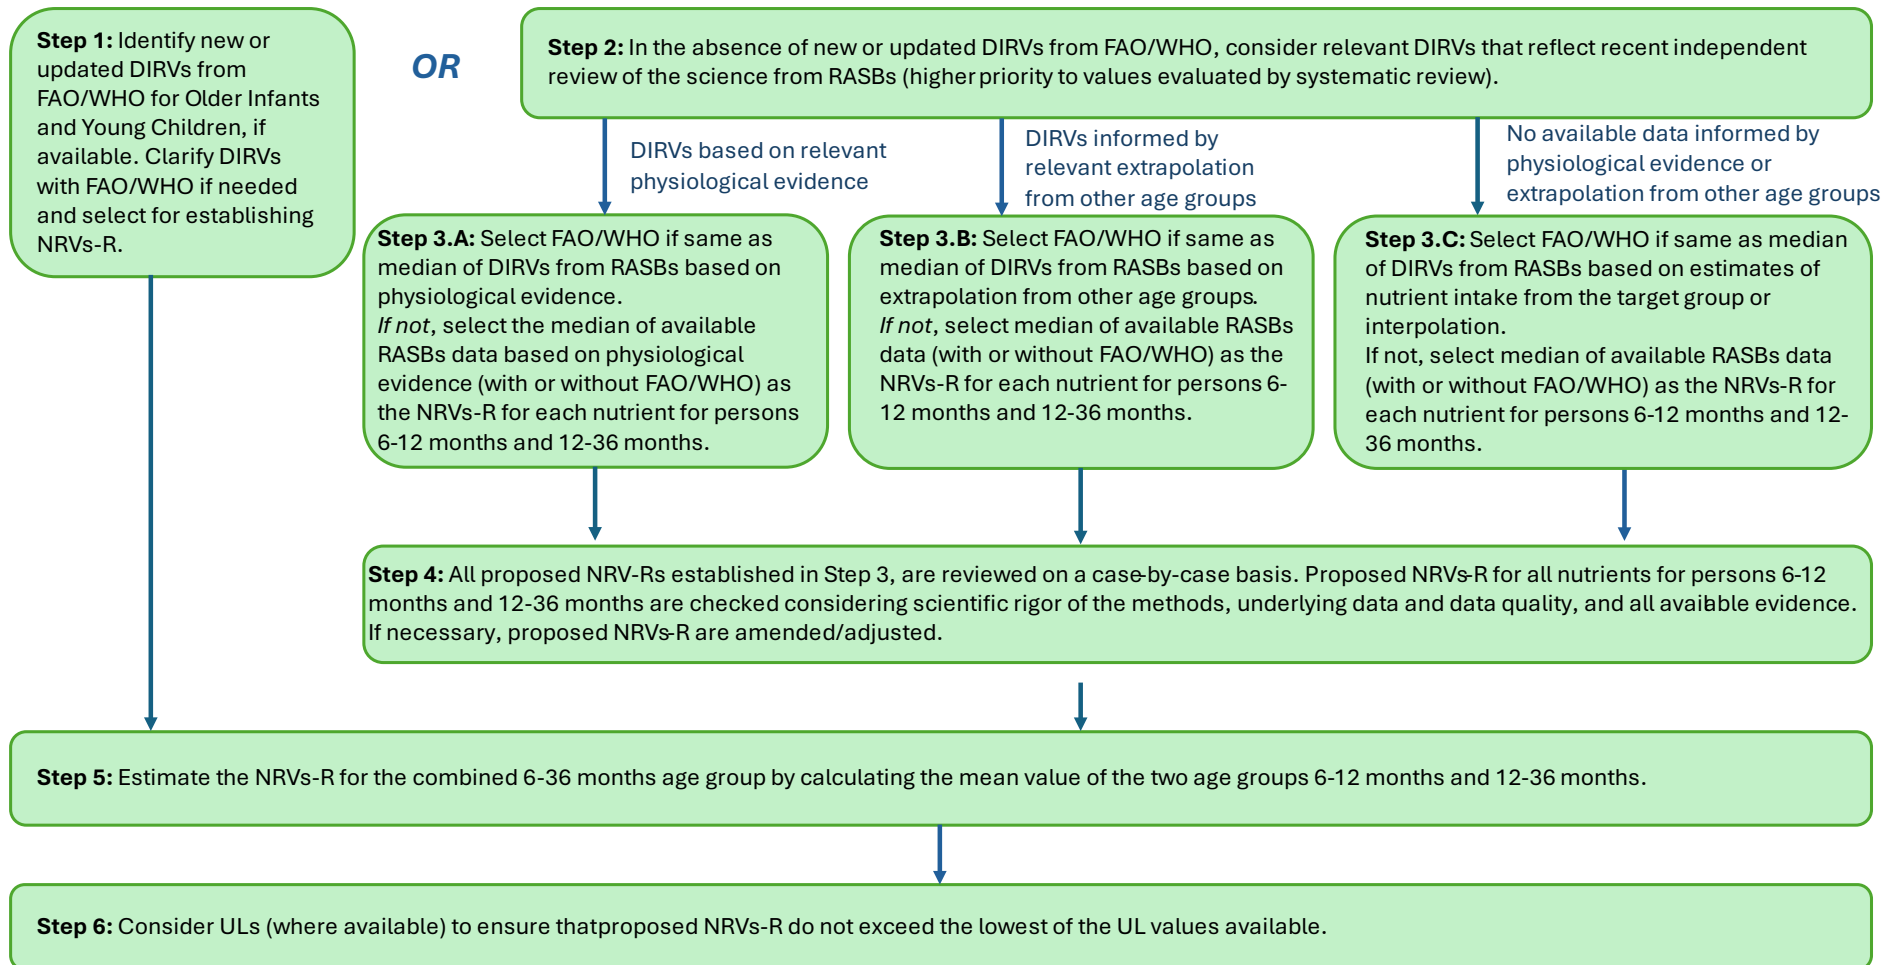 Step 1: Identify new or
updated DIRVs from
FAO/WHO for Older Infants
and Young Children, if
available. Clarify DIRVs
with FAO/WHO if needed
and select for establishing
NRVs-R.
OR
Step 2: In the absence of new or updated DIRVs from FAO/WHO, consider relevant DIRVs that reflect recent independent
review of the science from RASBs (higher priority to values evaluated by systematic review).
DIRVs based on relevant
physiological evidence
DIRVs informed by
relevant extrapolation
from other age groups
No available data informed by
physiological evidence or
extrapolation from other age groups
Step 3.A: Select FAO/WHO if same as
median of DIRVs from RASBs based on
physiological evidence.
If not, select the median of available
RASBs data based on physiological
evidence (with or without FAO/WHO) as
the NRVs-R for each nutrient for persons
6-12 months and 12-36 months.
Step 3.B: Select FAO/WHO if same as
median of DIRVs from RASBs based on
extrapolation from other age groups.
If not, select median of available RASBs
data (with or without FAO/WHO) as the
NRVs-R for each nutrient for persons 6-
12 months and 12-36 months.
Step 3.C: Select FAO/WHO if same as median
of DIRVs from RASBs based on estimates of
nutrient intake from the target group or
interpolation.
If not, select median of available RASBs data
(with or without FAO/WHO) as the NRVs-R for
each nutrient for persons 6-12 months and 12-
36 months.
Step 4: All proposed NRV-Rs established in Step 3, are reviewed on a case-by-case basis. Proposed NRVs-R for all nutrients for persons 6-12
months and 12-36 months are checked considering scientific rigor of the methods, underlying data and data quality, and all available evidence.
If necessary, proposed NRVs-R are amended/adjusted.
Step 5: Estimate the NRVs-R for the combined 6-36 months age group by calculating the mean value of the two age groups 6-12 months and 12-36 months.
Step 6: Consider ULs (where available) to ensure thatproposed NRVs-R do not exceed the lowest of the UL values available.